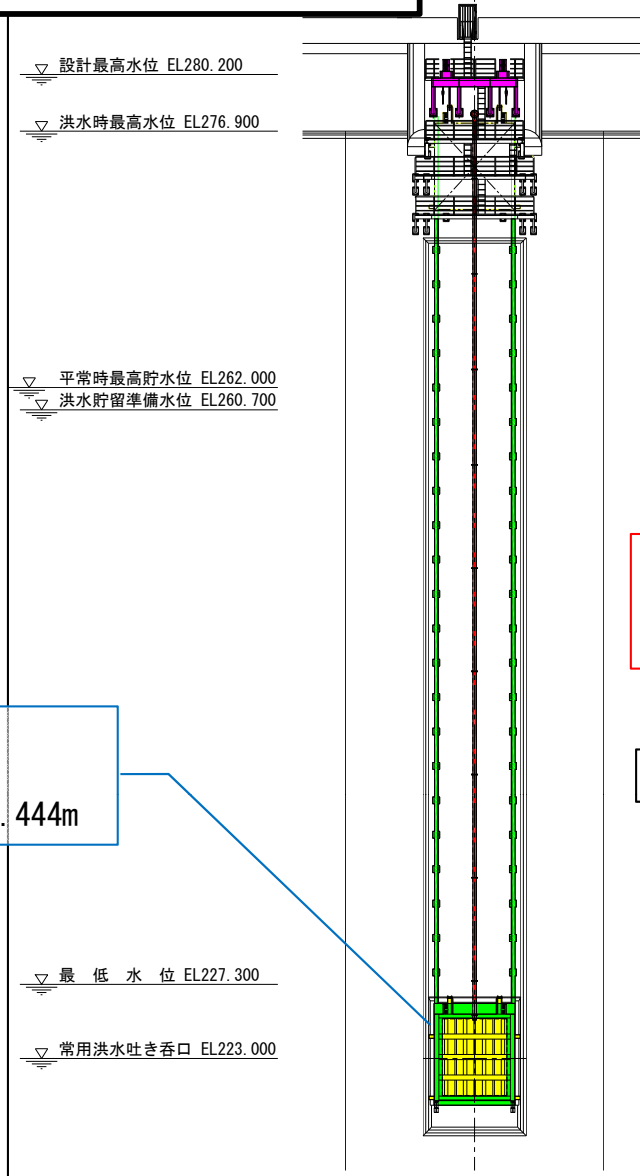 設計最高水位 EL280.200
洪水時最高水位 EL276.900
平常時最高貯水位 EL262.000
洪水貯留準備水位 EL260.700
.444m
最 低 水 位 EL227.300
常用洪水吐き呑口 EL223.000